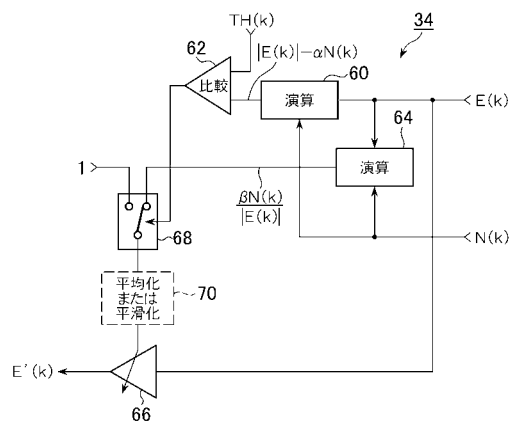 TH(k)
34
62
|E(k)|−αN(k)
60
比較
演算
E(k)
64
演算
1
βN(k)
|E(k)|
N(k)
68
平均化
または
平滑化
70
E'(k)
66